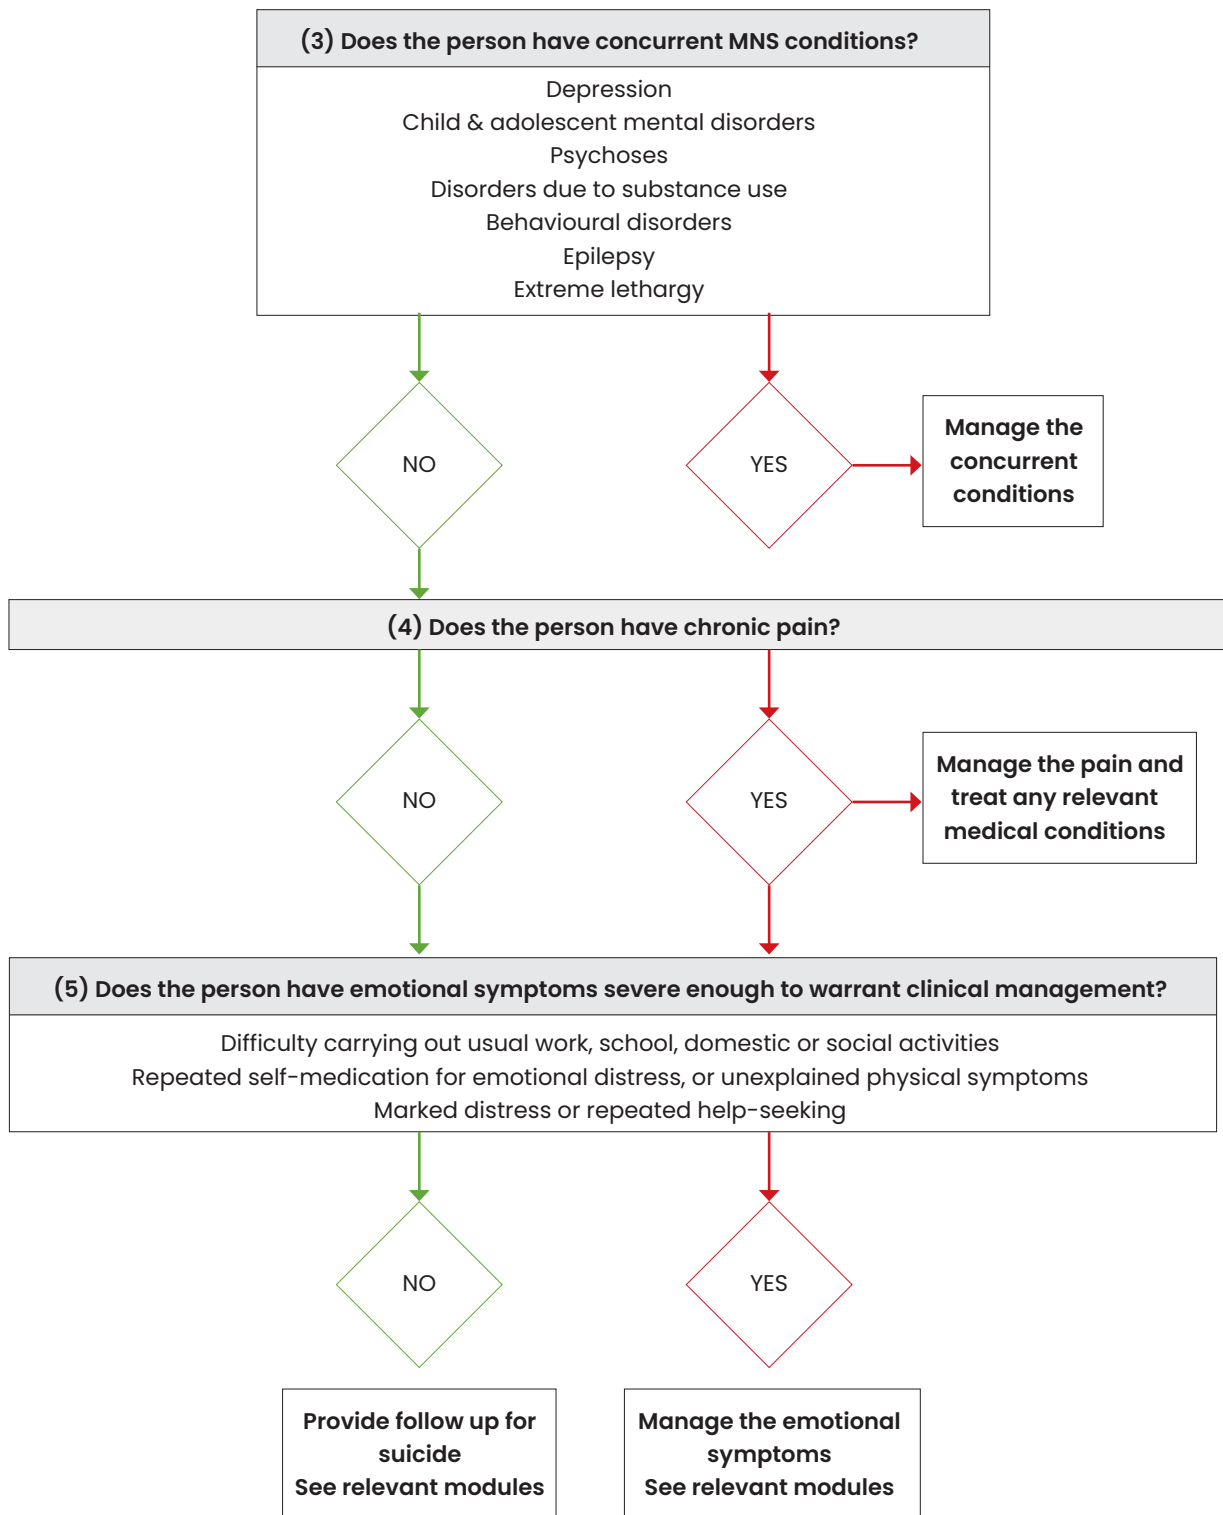 (3) Does the person have concurrent MNS conditions?
Depression
Child & adolescent mental disorders
Psychoses
Disorders due to substance use
Behavioural disorders
Epilepsy
Extreme lethargy
NO
YES
Manage the
concurrent
conditions
(4) Does the person have chronic pain?
NO
YES
Manage the pain and
treat any relevant
medical conditions
(5) Does the person have emotional symptoms severe enough to warrant clinical management?
Difficulty carrying out usual work, school, domestic or social activities
Repeated self-medication for emotional distress, or unexplained physical symptoms
Marked distress or repeated help-seeking
NO
YES
Provide follow up for
suicide
See relevant modules
Manage the emotional
symptoms
See relevant modules